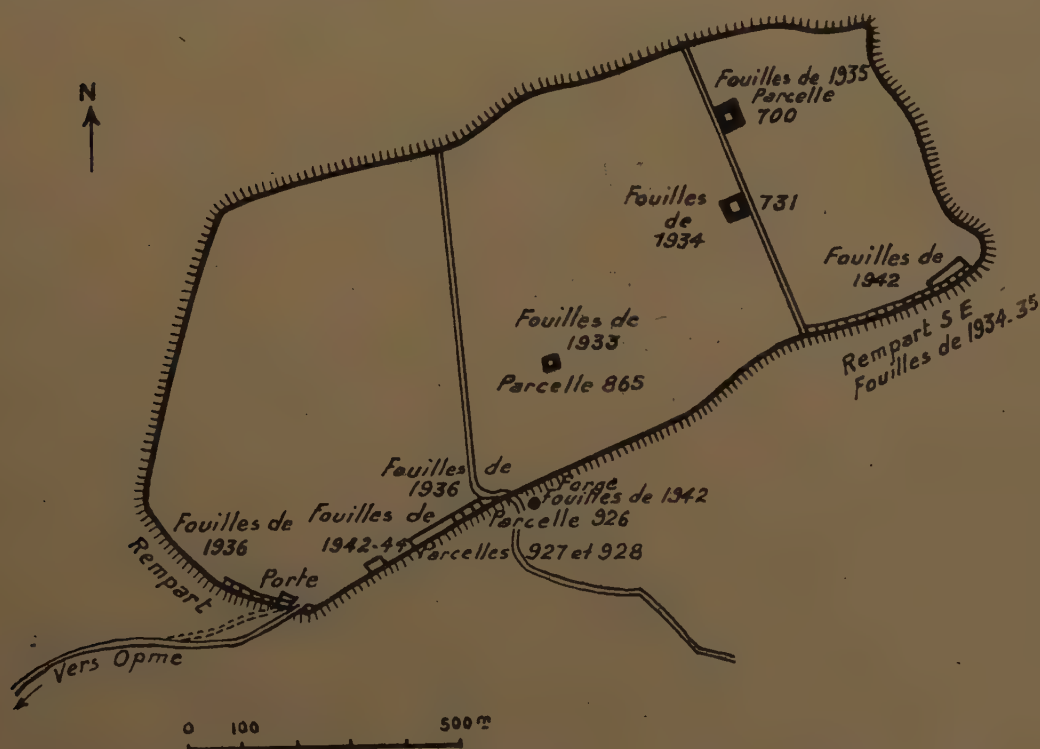 N
Fouilles de 1935
Parcelle
700
Fouilles
de
1934
731
Fouilles de
1942
Rempart S E
Fouilles de 1934-35
Fouilles de
1933
Parcelle 865
Fouilles de
1936
Forge
Fouilles de 1942
Parcelle 926
Fouilles de
1942-44
Parcelles 927 et 928
Fouilles de
1936
Rempart
Porte
Vers Opme
0 100 500 m